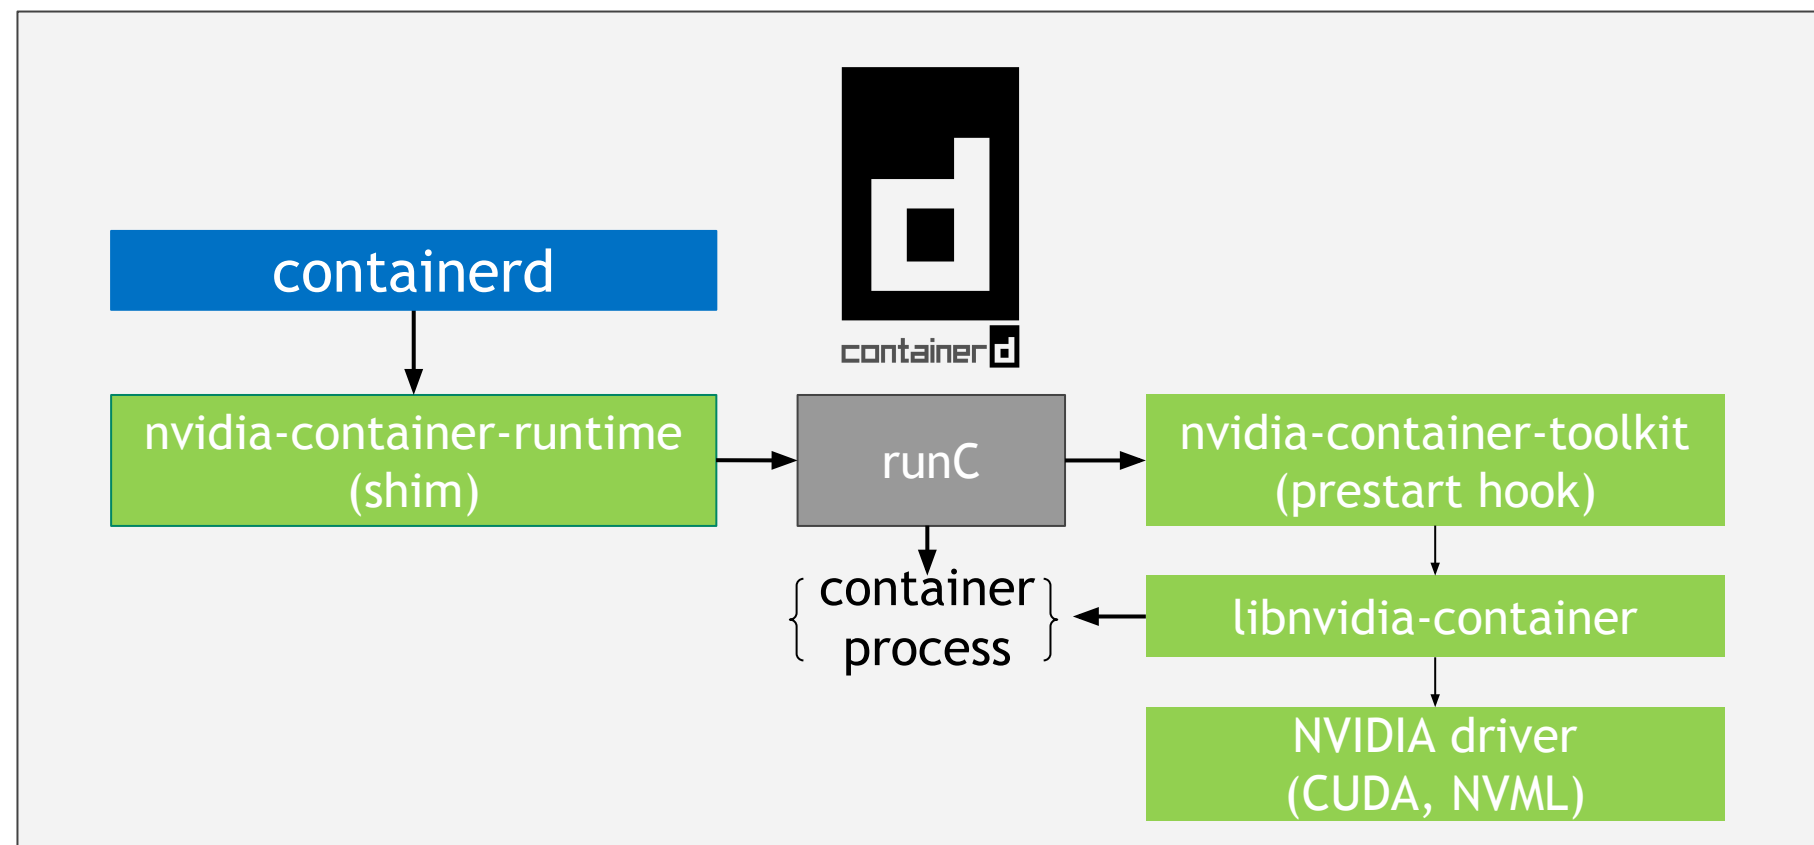 containerd
containerd
nvidia-container-runtime
(shim)
runC
nvidia-container-toolkit
(prestart hook)
container
process
libnvidia-container
NVIDIA driver
(CUDA, NVML)